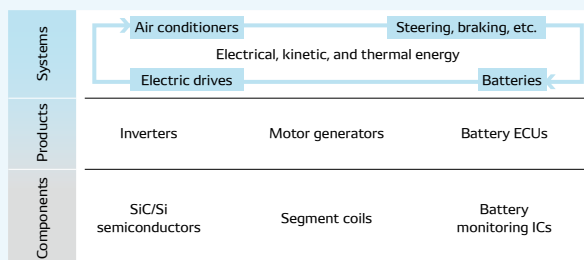 Systems
Air conditioners
Steering, braking, etc.
Electrical, kinetic, and thermal energy
Electric drives
Batteries
Products
Inverters
Motor generators
Battery ECUs
Components
SiC/Si
semiconductors
Segment coils
Battery
monitoring ICs